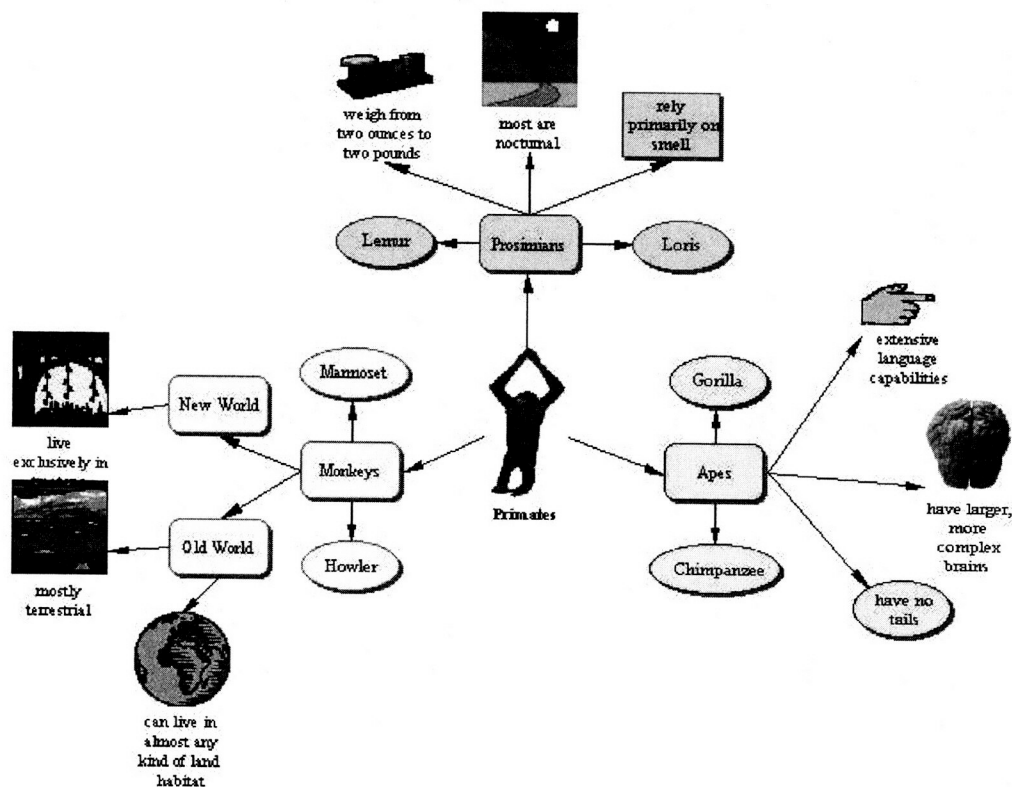 weigh from
two ounces to
two pounds
most are
nocturnal
rely
primarily on
smell
Lemur
Prosimians
Loris
extensive
language
capabilities
Marmoset
Gorilla
New World
live
exclusively in
Monkeys
Apes
Primates
have larger,
more
complex
brains
Old World
Howler
Chimpanzee
have no
tails
mostly
terrestrial
can live in
almost any
kind of land
habitat